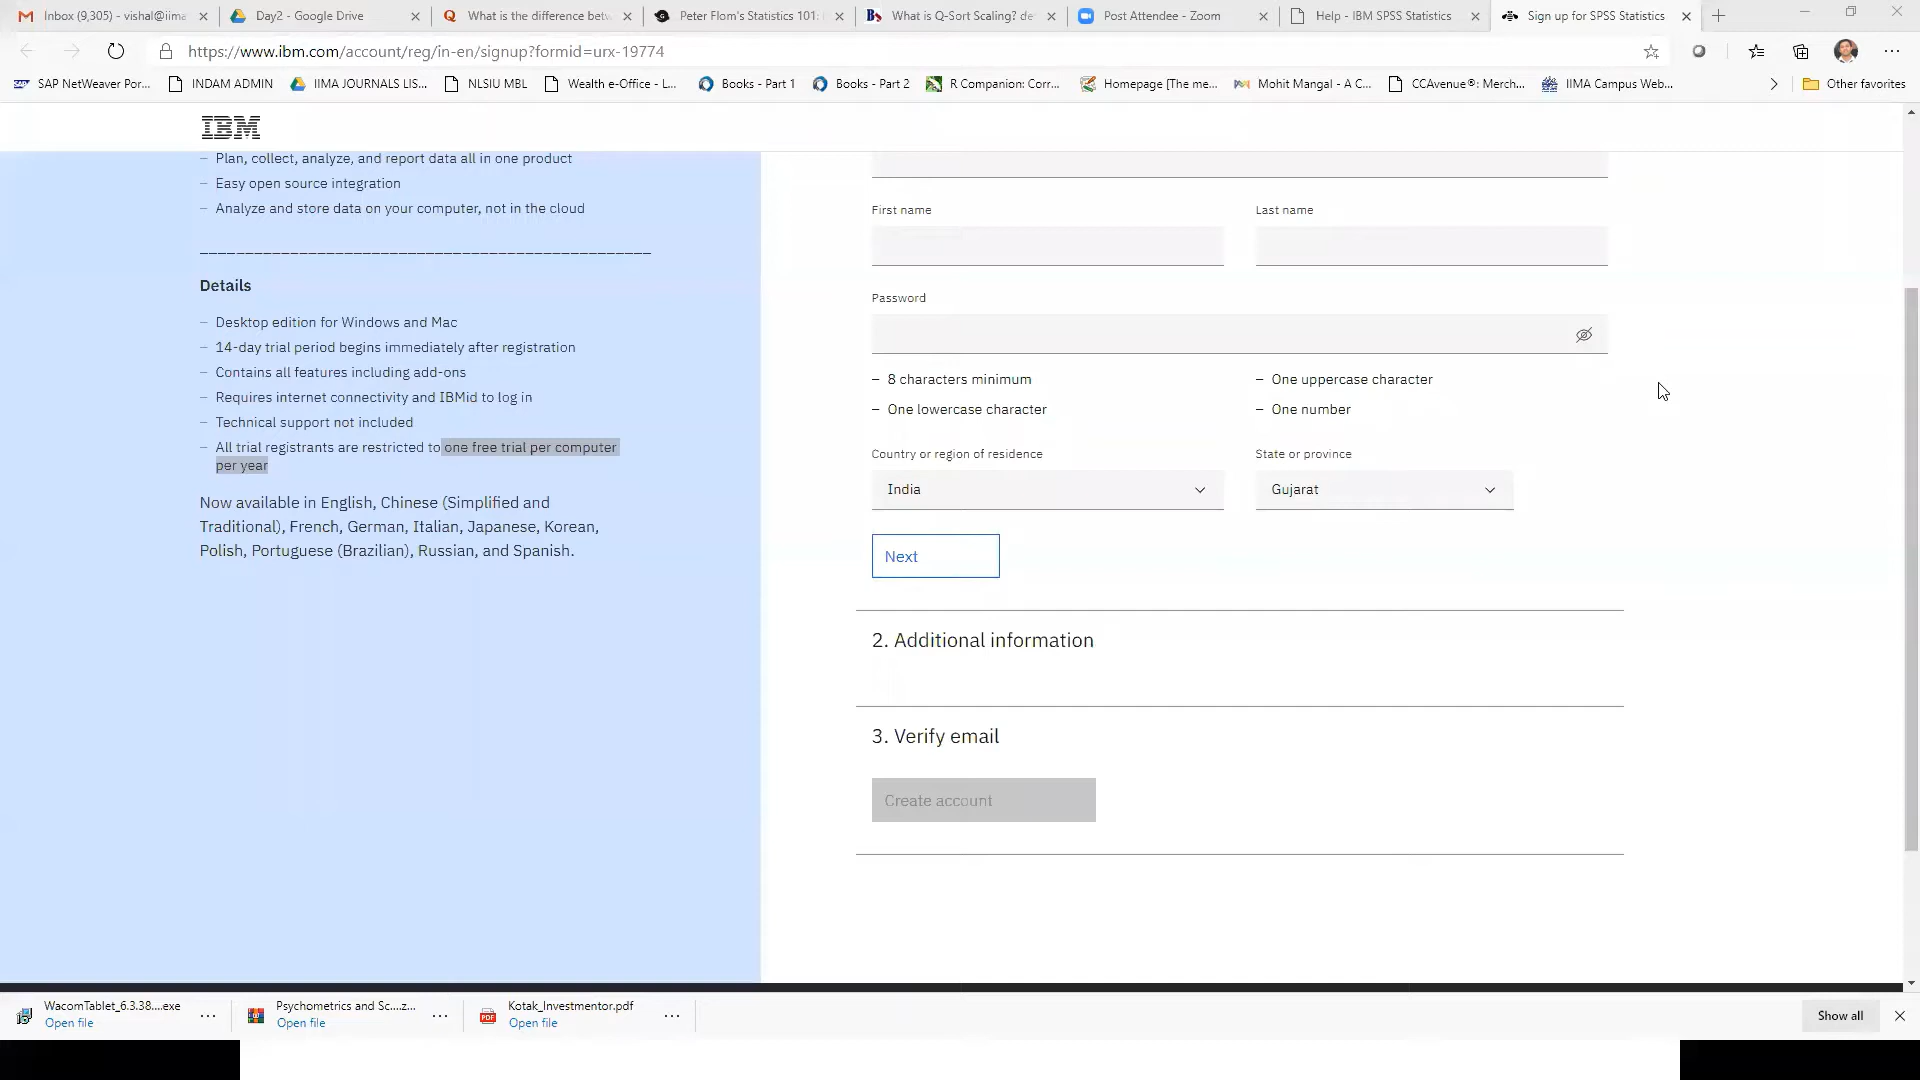 Inbox (9,305) - vishal@iima
Day2 - Google Drive
What is the difference betw
Peter Flom's Statistics 101:
What is Q-Sort Scaling? de
Post Attendee - Zoom
Help - IBM SPSS Statistics
Sign up for SPSS Statistics
https://www.ibm.com/account/reg/in-en/signup?formid=urx-19774
SAP NetWeaver Por...
INDAM ADMIN
IIMA JOURNALS LIS...
NLSIU MBL
Wealth e-Office - L...
Books - Part 1
Books - Part 2
R Companion: Corr...
Homepage [The me...
Mohit Mangal - A C...
CCAvenue®: Merch...
IIMA Campus Web...
Other favorites
IBM
– Plan, collect, analyze, and report data all in one product
– Easy open source integration
– Analyze and store data on your computer, not in the cloud
Details
– Desktop edition for Windows and Mac
– 14-day trial period begins immediately after registration
– Contains all features including add-ons
– Requires internet connectivity and IBMid to log in
– Technical support not included
– All trial registrants are restricted to one free trial per computer
per year
Now available in English, Chinese (Simplified and
Traditional), French, German, Italian, Japanese, Korean,
Polish, Portuguese (Brazilian), Russian, and Spanish.
First name
Last name
Password
– 8 characters minimum
– One uppercase character
– One lowercase character
– One number
Country or region of residence
State or province
India
Gujarat
Next
2. Additional information
3. Verify email
Create account
WacomTablet_6.3.38....exe
Open file
Psychometrics and Sc....z...
Open file
Kotak_Investmentor.pdf
Open file
Show all